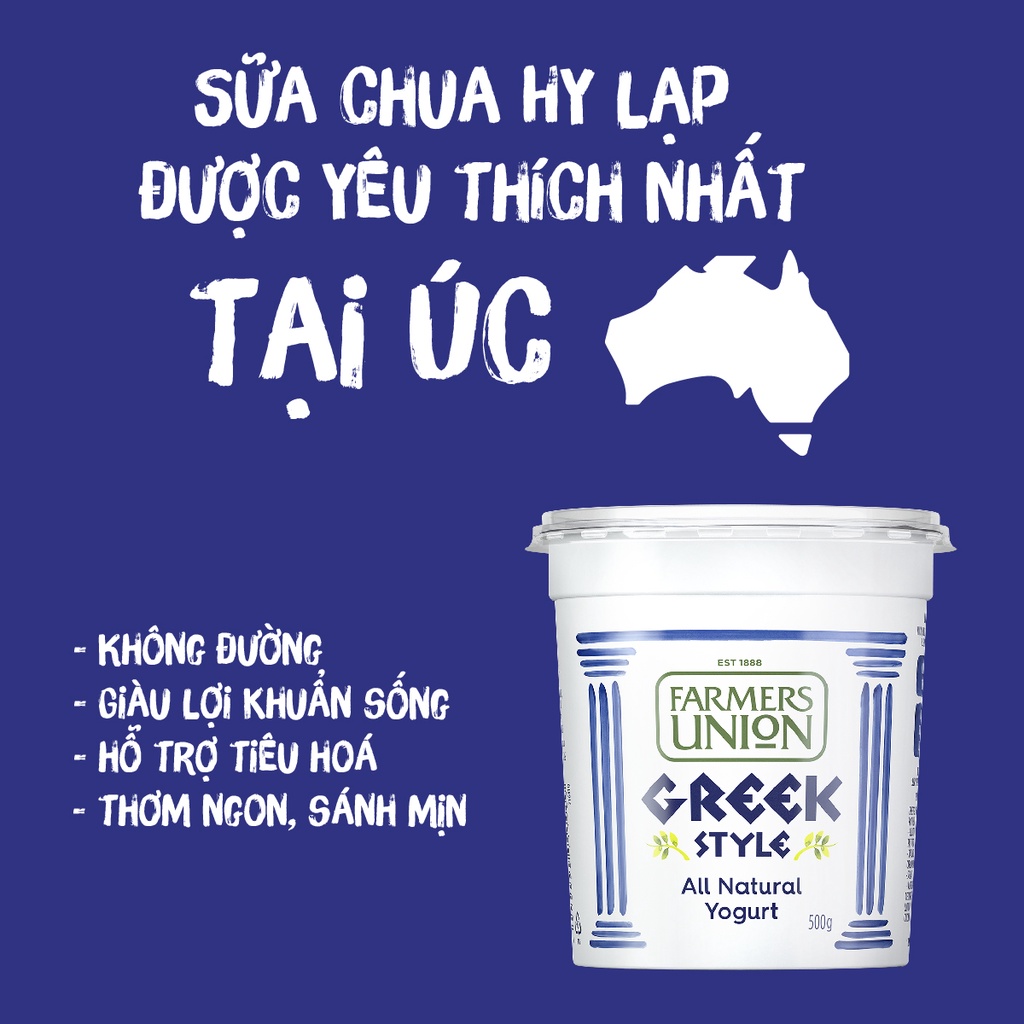 SỮA CHUA HY LẠP
ĐƯỢC YÊU THÍCH NHẤT
TẠI ÚC
- KHÔNG ĐƯỜNG
- GIÀU LỢI KHUẨN SỐNG
- HỖ TRỢ TIÊU HOÁ
- THƠM NGON, SÁNH MỊN
EST 1888
FARMERS
UNION
GREEK
STYLE
All Natural
Yogurt
500g